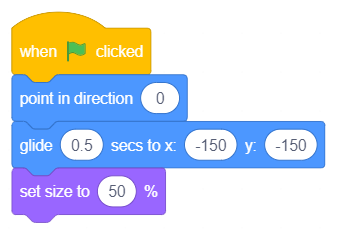 when clicked
point in direction 0
glide 0.5 secs to x: -150 y: -150
set size to 50 %